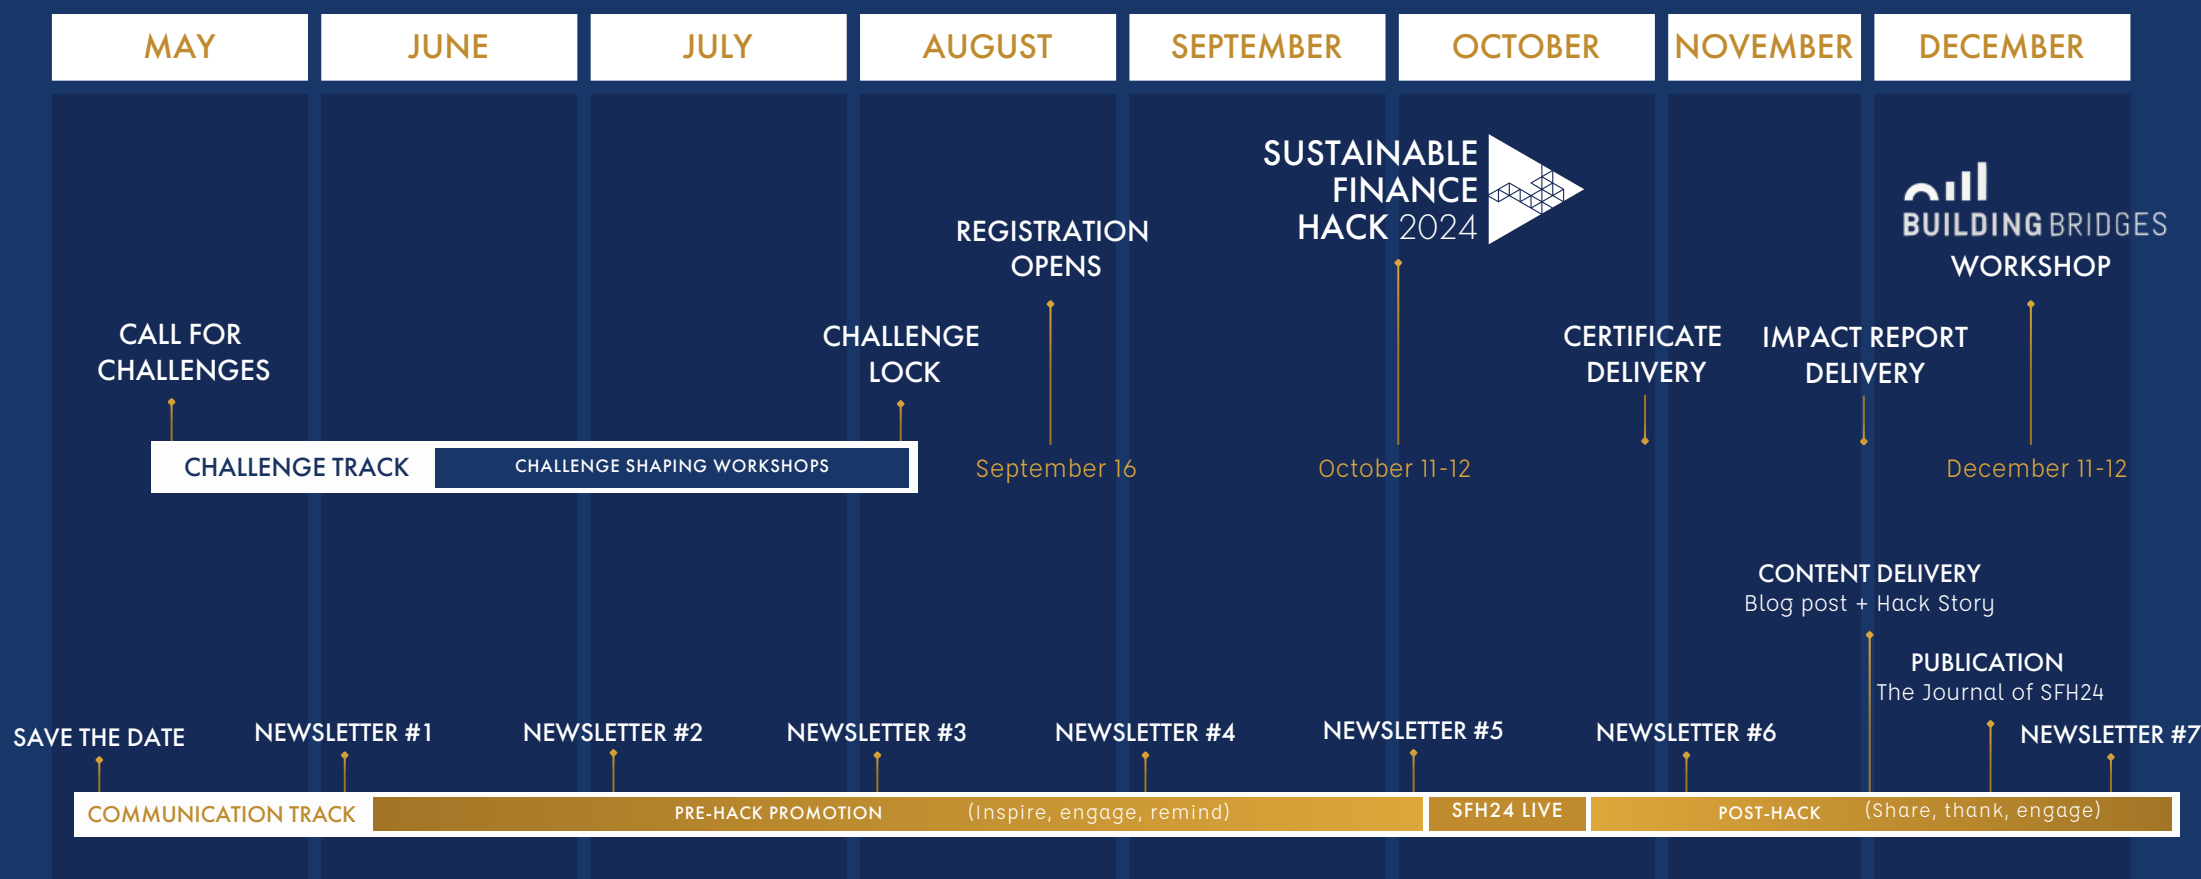 MAY
JUNE
JULY
AUGUST
SEPTEMBER
OCTOBER
NOVEMBER
DECEMBER
SUSTAINABLE
FINANCE
HACK 2024
BUILDINGBRIDGES
WORKSHOP
REGISTRATION
OPENS
CALL FOR
CHALLENGES
CHALLENGE
LOCK
CERTIFICATE
DELIVERY
IMPACT REPORT
DELIVERY
CHALLENGE TRACK
CHALLENGE SHAPING WORKSHOPS
September 16
October 11-12
December 11-12
CONTENT DELIVERY
Blog post + Hack Story
PUBLICATION
The Journal of SFH24
SAVE THE DATE
NEWSLETTER #1
NEWSLETTER #2
NEWSLETTER #3
NEWSLETTER #4
NEWSLETTER #5
NEWSLETTER #6
NEWSLETTER #7
COMMUNICATION TRACK
PRE-HACK PROMOTION
(Inspire, engage, remind)
SFH24 LIVE
POST-HACK
(Share, thank, engage)